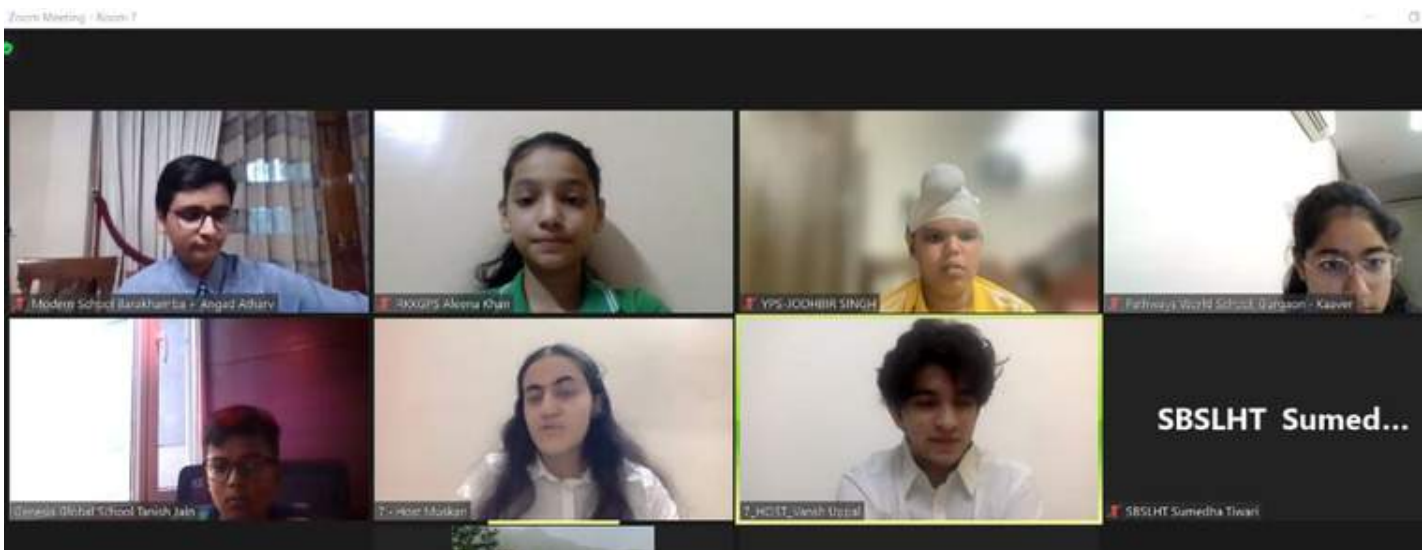 Zoom Meeting - Room 7
Modern School Barakhamba - Angad Atharv
RKKGPS Aleena Khan
YPS-JODHBIR SINGH
Pathways World School, Gurgaon - Kaaver
Genesis Global School Tanish Jain
7 - Host Muskan
7_HOST_Vansh Uppal
SBSLHT Sumed...
SBSLHT Sumedha Tiwari